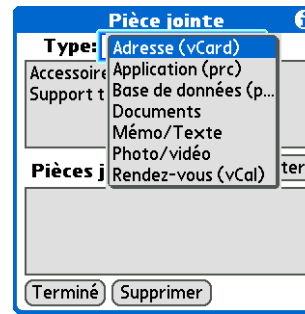 Pièce jointe
Type:
Adresse (vCard)
Application (prc)
Base de données (p...
Documents
Mémo/Texte
Photo/vidéo
Rendez-vous (vCal)
Accessoire
Support t
Pièces j
ter
Terminé
Supprimer